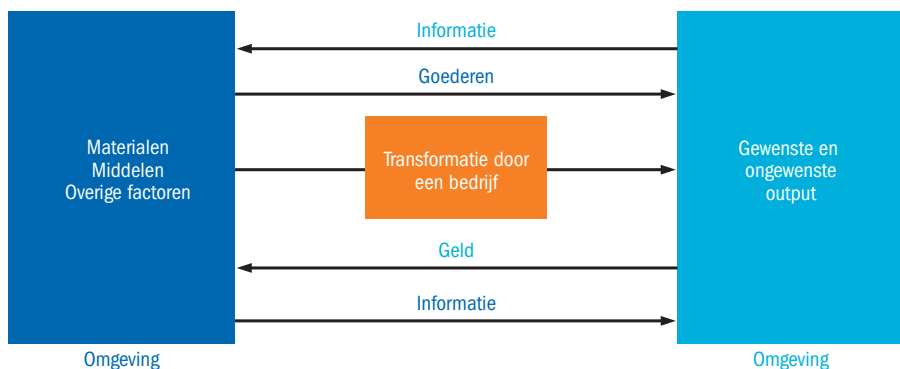 Informatie
Goederen
Materialen
Middelen
Overige factoren
Transformatie door
een bedrijf
Gewenste en
ongewenste
output
Geld
Informatie
Omgeving
Omgeving